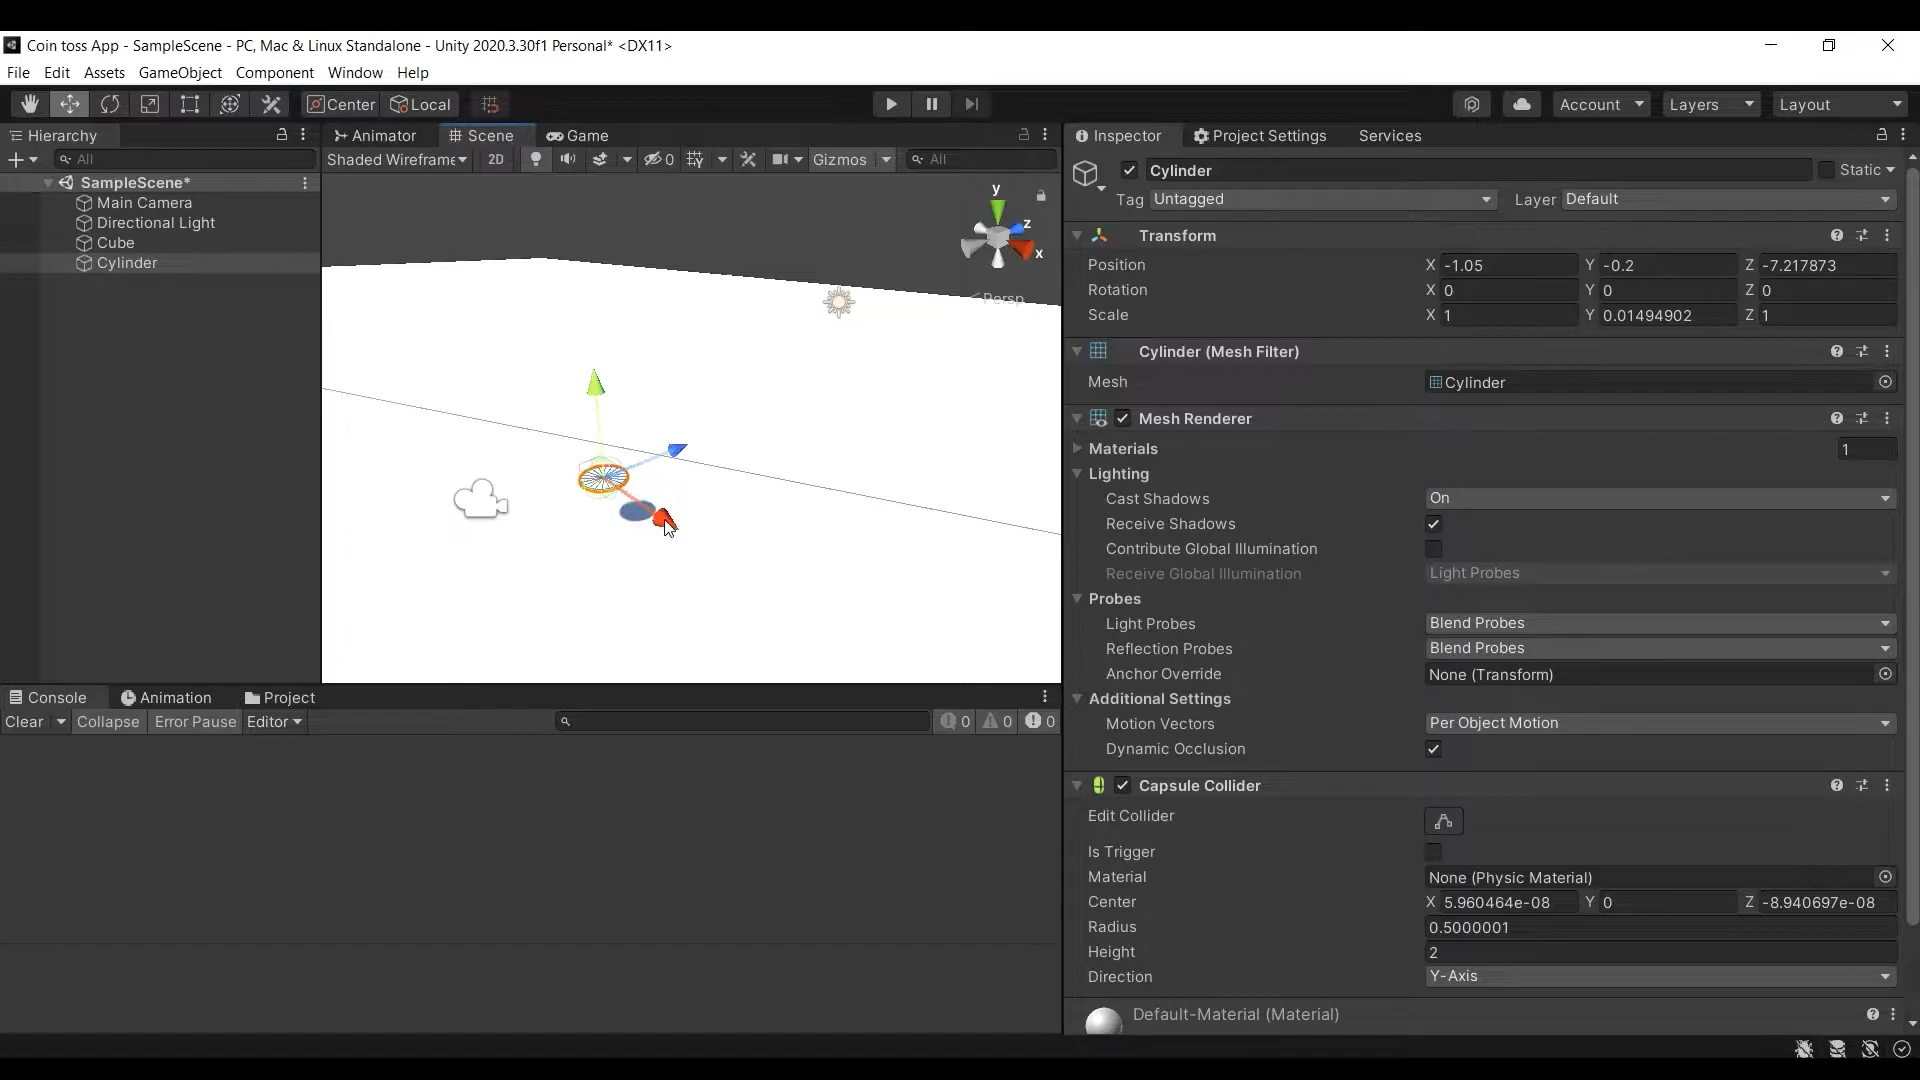 Coin toss App - SampleScene - PC, Mac & Linux Standalone - Unity 2020.3.30f1 Personal* <DX11>
File Edit Assets GameObject Component Window Help
Center Local Account Layers Layout
Hierarchy
All
SampleScene*
Main Camera
Directional Light
Cube
Cylinder
Animator Scene Game
Shaded Wireframe 2D 0 Gizmos All
y
z
x
Persp
Console Animation Project
Clear Collapse Error Pause Editor 0 0 0
Inspector Project Settings Services
Cylinder Static
Tag Untagged Layer Default
Transform
Position X -1.05 Y -0.2 Z -7.217873
Rotation X 0 Y 0 Z 0
Scale X 1 Y 0.01494902 Z 1
Cylinder (Mesh Filter)
Mesh Cylinder
Mesh Renderer
Materials 1
Lighting
Cast Shadows On
Receive Shadows
Contribute Global Illumination
Receive Global Illumination Light Probes
Probes
Light Probes Blend Probes
Reflection Probes Blend Probes
Anchor Override None (Transform)
Additional Settings
Motion Vectors Per Object Motion
Dynamic Occlusion
Capsule Collider
Edit Collider
Is Trigger
Material None (Physic Material)
Center X 5.960464e-08 Y 0 Z -8.940697e-08
Radius 0.5000001
Height 2
Direction Y-Axis
Default-Material (Material)